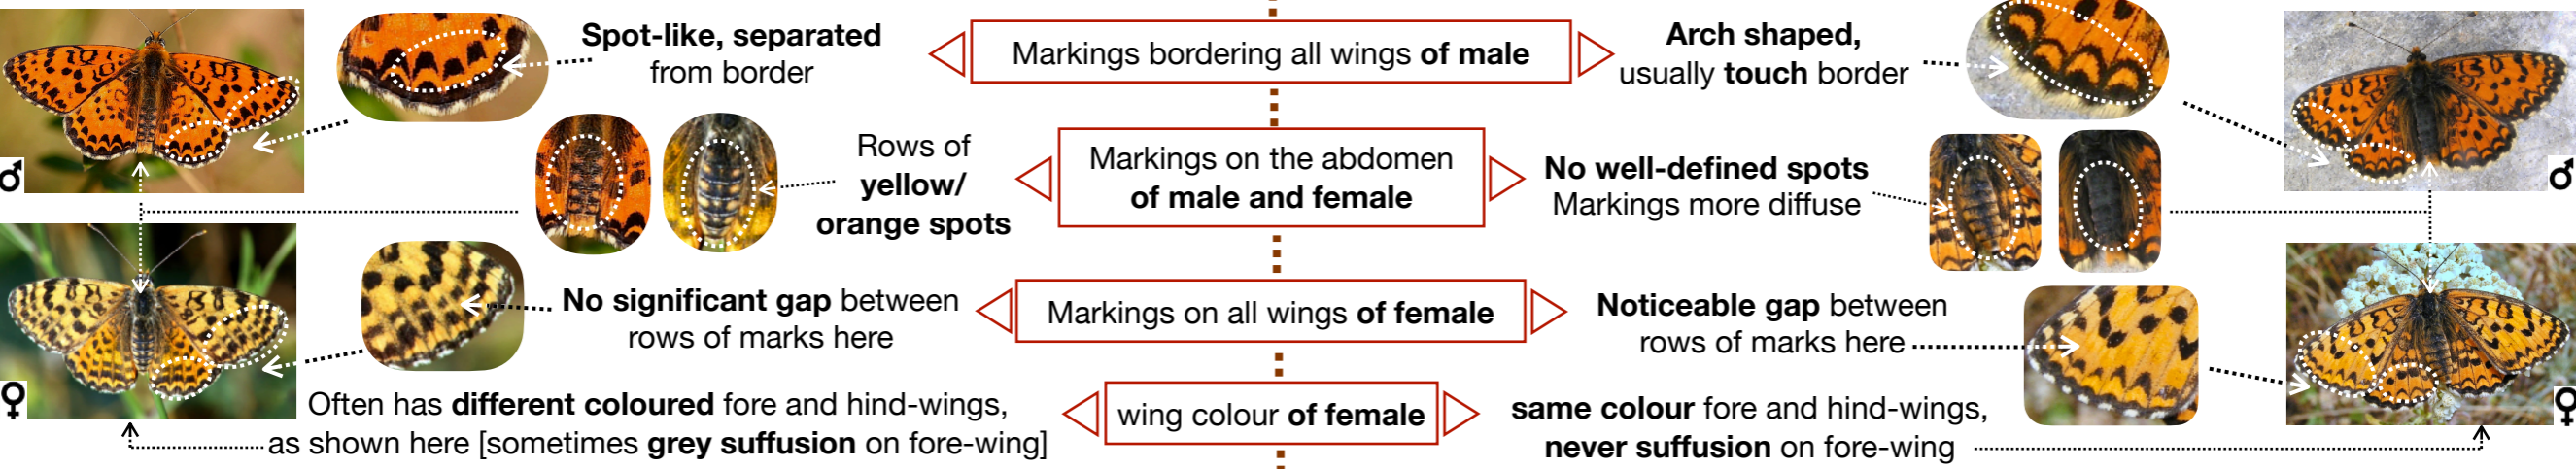 Spot-like, separated
from border
Markings bordering all wings of male
Arch shaped,
usually touch border
♂
Rows of
yellow/
orange spots
Markings on the abdomen
of male and female
No well-defined spots
Markings more diffuse
♂
No significant gap between
rows of marks here
Markings on all wings of female
Noticeable gap between
rows of marks here
♀
Often has different coloured fore and hind-wings,
as shown here [sometimes grey suffusion on fore-wing]
wing colour of female
same colour fore and hind-wings,
never suffusion on fore-wing
♀